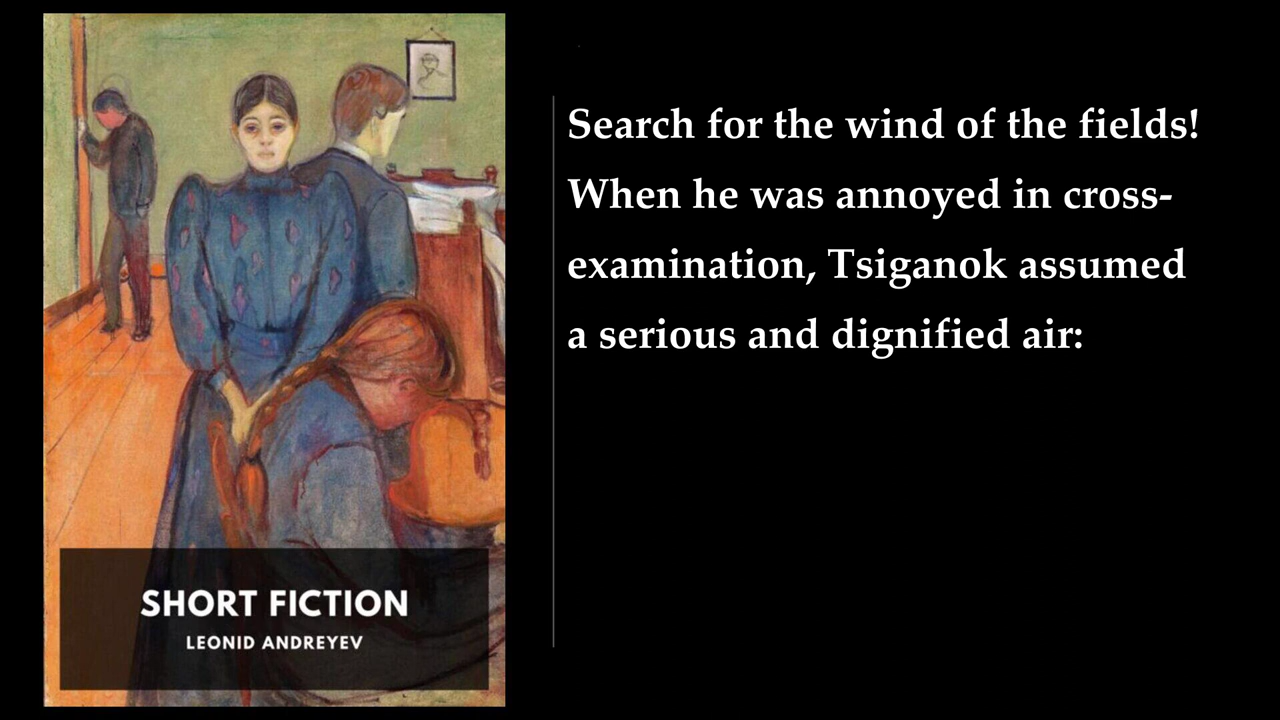 Search for the wind of the fields!
When he was annoyed in cross-
examination, Tsiganok assumed
a serious and dignified air:
SHORT FICTION
LEONID ANDREYEV